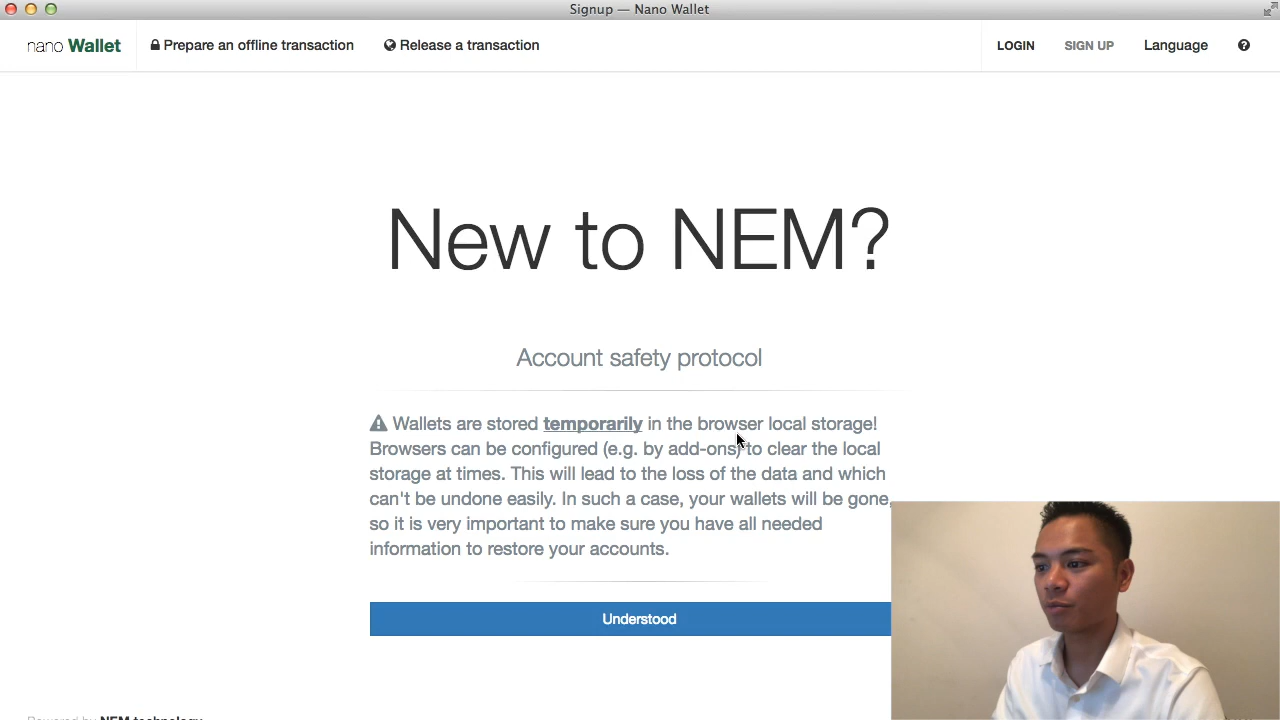 Signup — Nano Wallet
nano Wallet
Prepare an offline transaction
Release a transaction
LOGIN
SIGN UP
Language
New to NEM?
Account safety protocol
Wallets are stored temporarily in the browser local storage!
Browsers can be configured (e.g. by add-ons) to clear the local
storage at times. This will lead to the loss of the data and which
can't be undone easily. In such a case, your wallets will be gone,
so it is very important to make sure you have all needed
information to restore your accounts.
Understood
Powered by NEM technology